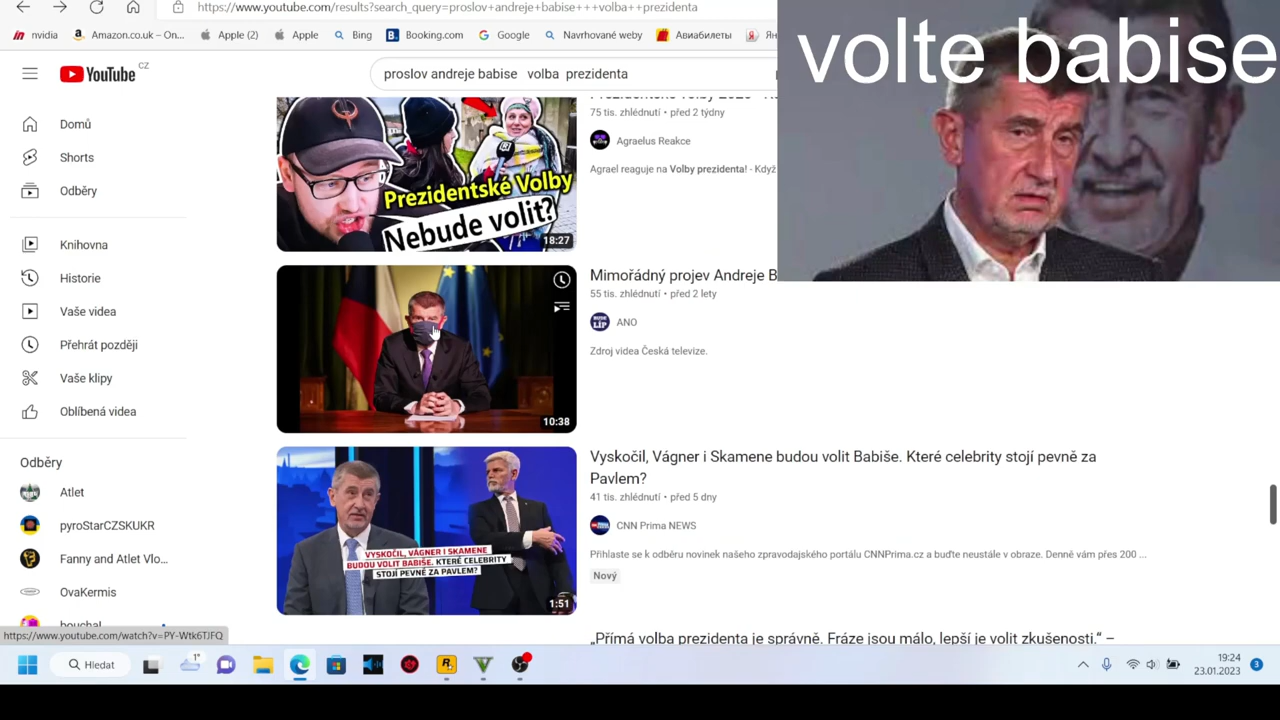 https://www.youtube.com/results?search_query=proslov+andreje+babise+++volba++prezidenta
nvidia
Amazon.co.uk – On...
Apple (2)
Apple
Bing
Booking.com
Google
Navrhované weby
Авиабилеты
volte babise
YouTube CZ
proslov andreje babise volba prezidenta
Domů
Shorts
Odběry
Knihovna
Historie
Vaše videa
Přehrát později
Vaše klipy
Oblíbená videa
Odběry
Atlet
pyroStarCZSKUKR
Fanny and Atlet Vlo...
OvaKermis
Prezidentské Volby
Nebude volit?
18:27
75 tis. zhlédnutí • před 2 týdny
Agraelus Reakce
Agrael reaguje na Volby prezidenta! - Když
10:38
Mimořádný projev Andreje B
55 tis. zhlédnutí • před 2 lety
ANO
Zdroj videa Česká televize.
VYSKOČIL, VÁGNER I SKAMENE
BUDOU VOLIT BABIŠE. KTERÉ CELEBRITY
STOJÍ PEVNĚ ZA PAVLEM?
1:51
Vyskočil, Vágner i Skamene budou volit Babiše. Které celebrity stojí pevně za
Pavlem?
41 tis. zhlédnutí • před 5 dny
CNN Prima NEWS
Přihlaste se k odběru novinek našeho zpravodajského portálu CNNPrima.cz a buďte neustále v obraze. Denně vám přes 200 ...
Nový
„Přímá volba prezidenta je správně. Fráze jsou málo, lepší je volit zkušenosti.“ –
https://www.youtube.com/watch?v=PY-Wtk6TJFQ
Hledat
1°
19:24
23.01.2023
3